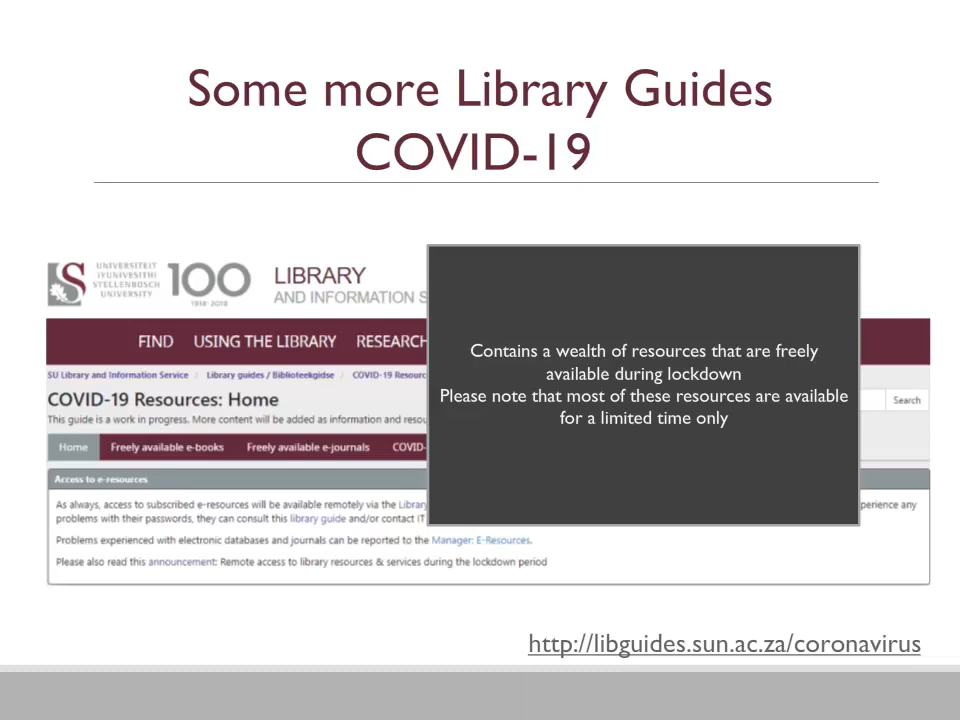 Some more Library Guides
COVID-19
UNIVERSITEIT
IYUNIVESITHI
STELLENBOSCH
UNIVERSITY
100
1918·2018
LIBRARY
AND INFORMATION S
FIND USING THE LIBRARY RESEARCH
SU Library and Information Service / Library guides / Biblioteekgidse / COVID-19 Resourc
COVID-19 Resources: Home
This guide is a work in progress. More content will be added as information and resou
Search
Home Freely available e-books Freely available e-journals COVID-
Access to e-resources
As always, access to subscribed e-resources will be available remotely via the Library
perience any
problems with their passwords, they can consult this library guide and/or contact IT
Problems experienced with electronic databases and journals can be reported to the Manager: E-Resources.
Please also read this announcement: Remote access to library resources & services during the lockdown period
Contains a wealth of resources that are freely
available during lockdown
Please note that most of these resources are available
for a limited time only
http://libguides.sun.ac.za/coronavirus